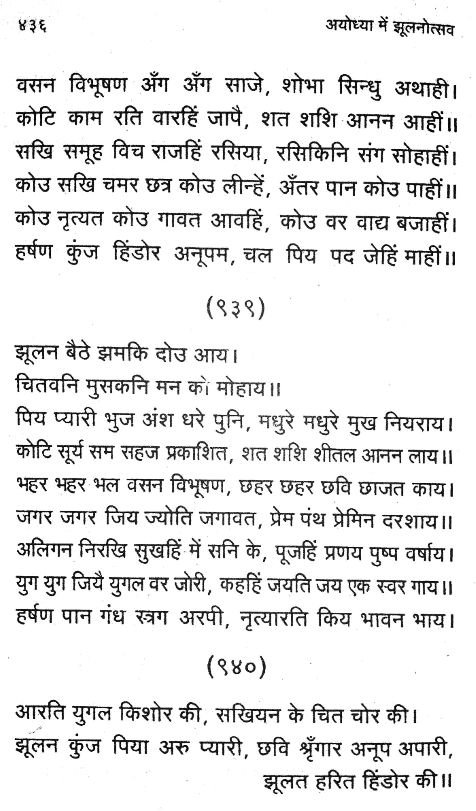 ४३६ अयोध्या में झूलनोत्सव
वसन विभूषण अँग अँग साजे, शोभा सिन्धु अथाही।
कोटि काम रति वारहिं जापै, शत शशि आनन आहीं॥
सखि समूह विच राजहिं रसिया, रसिकिनि संग सोहाहीं।
कोउ सखि चमर छत्र कोउ लीन्हें, अँतर पान कोउ पाहीं॥
कोउ नृत्यत कोउ गावत आवहिं, कोउ वर वाद्य बजाहीं।
हर्षण कुंज हिंडोर अनूपम, चल पिय पद जेहिं माहीं॥
(९३९)
झूलन बैठे झमकि दोउ आय।
चितवनि मुसकनि मन को मोहाय॥
पिय प्यारी भुज अंश धरे पुनि, मधुरे मधुरे मुख नियराय।
कोटि सूर्य सम सहज प्रकाशित, शत शशि शीतल आनन लाय॥
भहर भहर भल वसन विभूषण, छहर छहर छवि छाजत काय।
जगर जगर जिय ज्योति जगावत, प्रेम पंथ प्रेमिन दरशाय॥
अलिगन निरखि सुखहिं में सनि के, पूजहिं प्रणय पुष्प वर्षाय।
युग युग जियै युगल वर जोरी, कहहिं जयति जय एक स्वर गाय॥
हर्षण पान गंध स्त्रग अरपी, नृत्यारति किय भावन भाय।
(९४०)
आरति युगल किशोर की, सखियन के चित चोर की।
झूलन कुंज पिया अरु प्यारी, छवि श्रृँगार अनूप अपारी,
झूलत हरित हिंडोर की॥